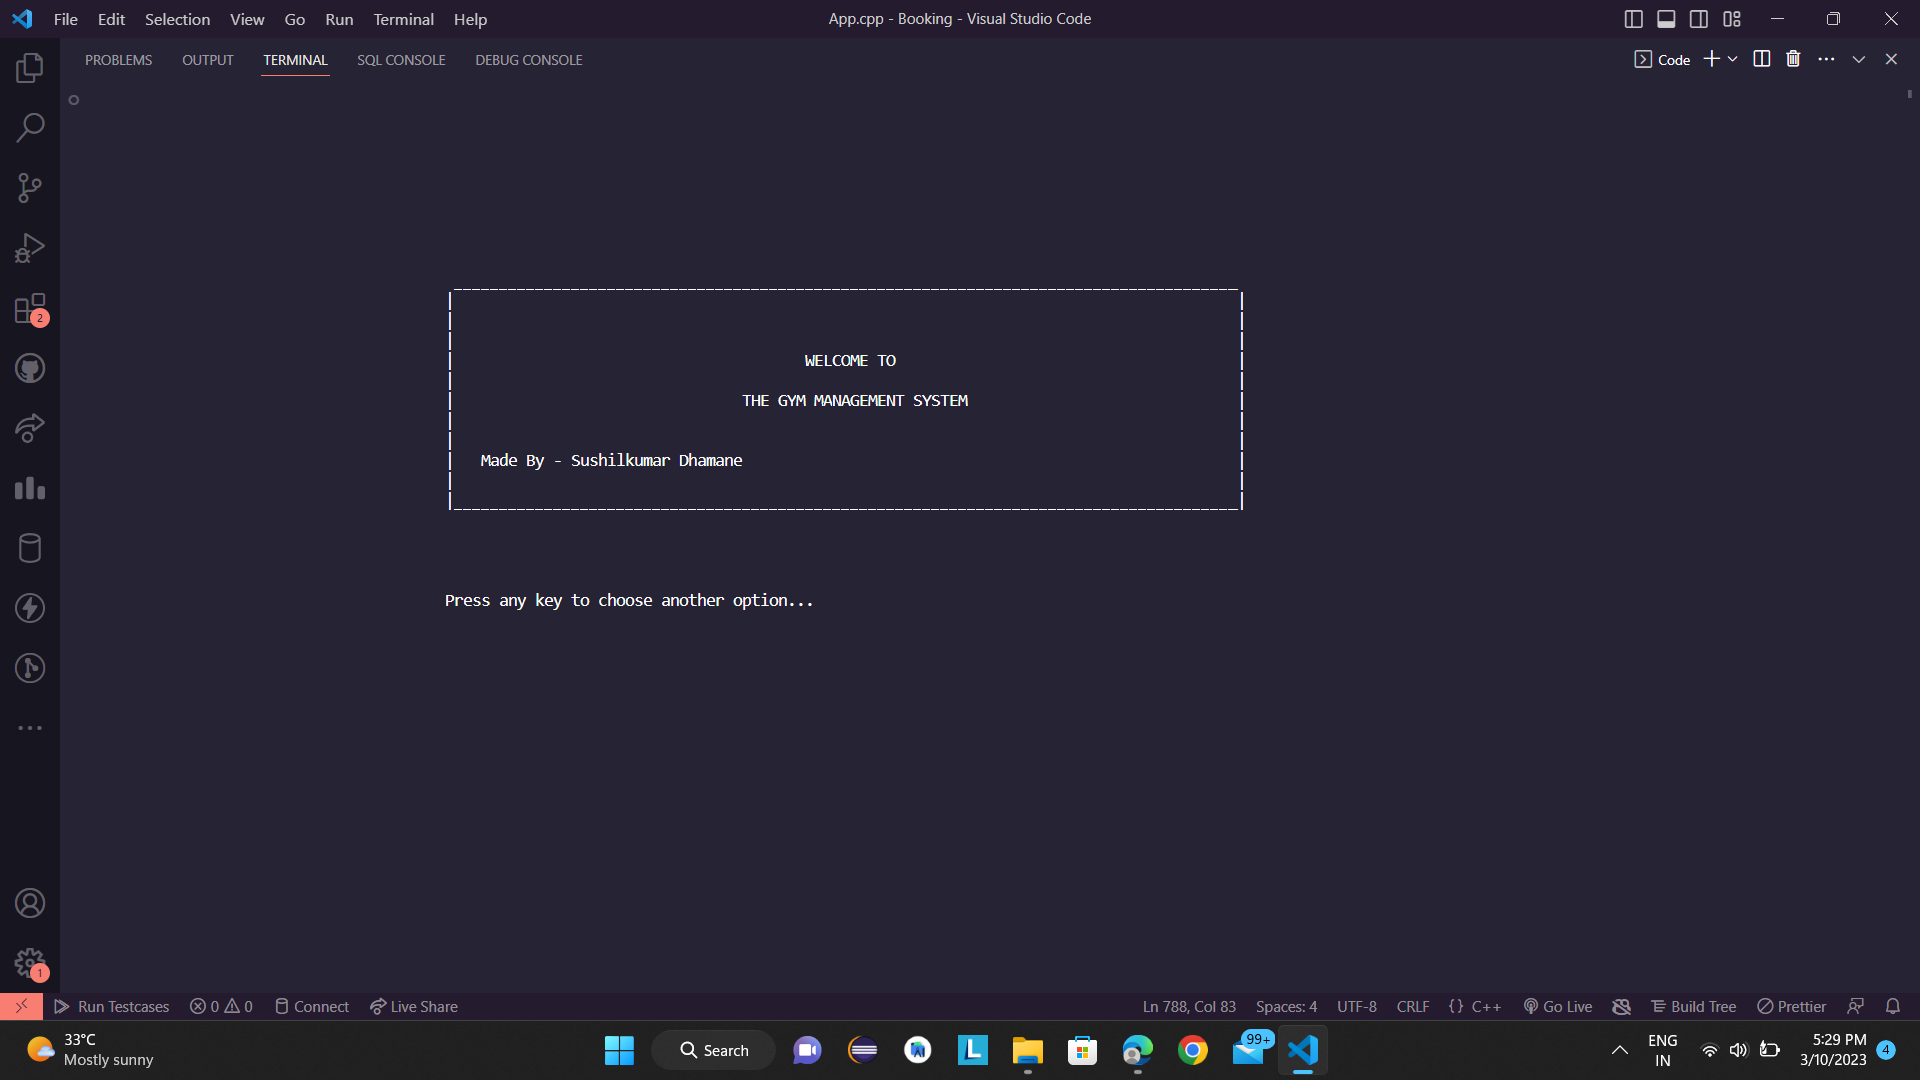 File Edit Selection View Go Run Terminal Help
App.cpp - Booking - Visual Studio Code
PROBLEMS OUTPUT TERMINAL SQL CONSOLE DEBUG CONSOLE
Code
2
WELCOME TO
THE GYM MANAGEMENT SYSTEM
Made By - Sushilkumar Dhamane
Press any key to choose another option...
1
Run Testcases 0 0 Connect Live Share
Ln 788, Col 83 Spaces: 4 UTF-8 CRLF {} C++ Go Live Build Tree Prettier
33°C
Mostly sunny
Search
L
99+
ENG
IN
5:29 PM
3/10/2023
4